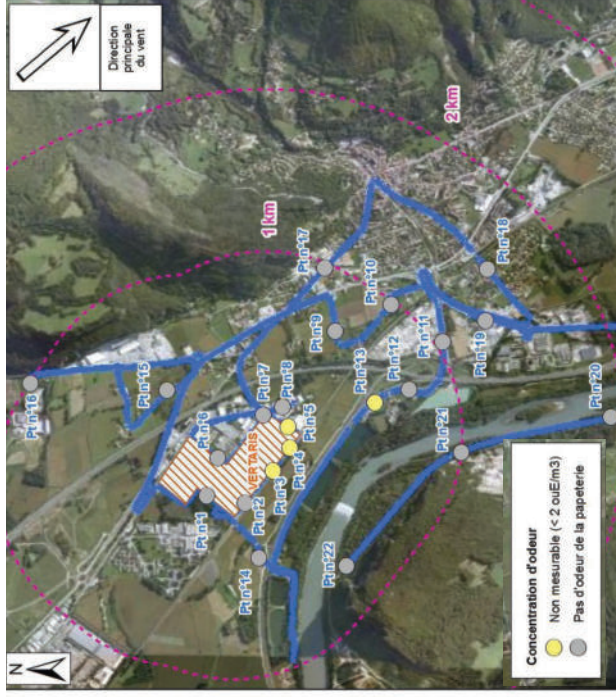 N
Direction
principale
du vent
1 km
2 km
Pt n°16
Pt n°15
Pt n°17
Pt n°6
Pt n°1
Pt n°7
Pt n°8
Pt n°9
Pt n°10
VERTARIS
Pt n°2
Pt n°3
Pt n°4
Pt n°5
Pt n°13
Pt n°12
Pt n°11
Pt n°18
Pt n°19
Pt n°14
Pt n°22
Pt n°21
Pt n°20
Concentration d'odeur
Non mesurable (< 2 ouE/m3)
Pas d'odeur de la papeterie